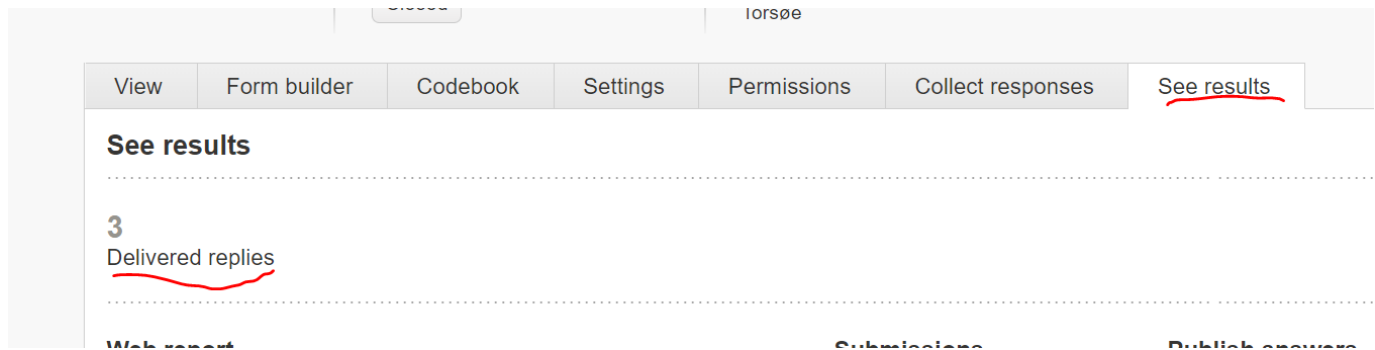 Closed
Torsøe
View Form builder Codebook Settings Permissions Collect responses See results
See results
3
Delivered replies
Web report Submissions Publish answers